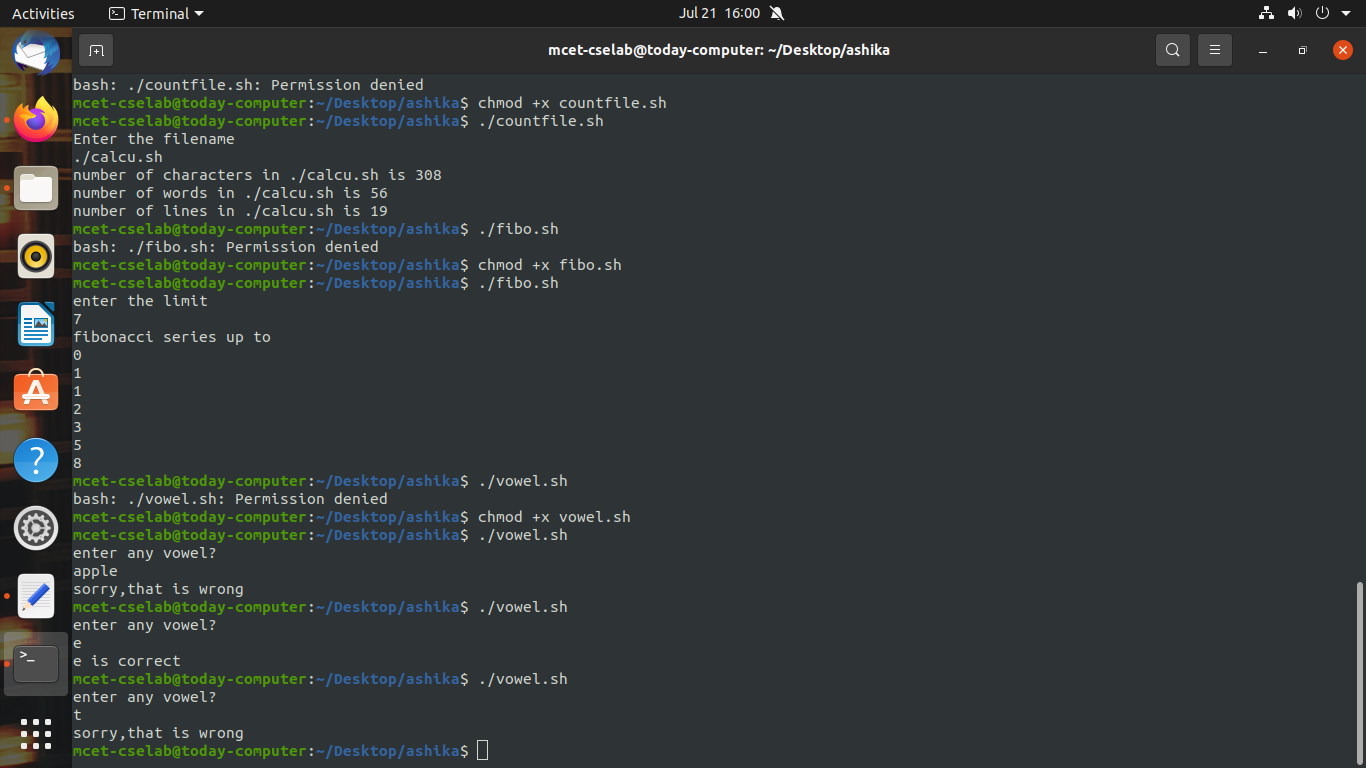 Activities
Terminal
Jul 21 16:00
mcet-cselab@today-computer: ~/Desktop/ashika
bash: ./countfile.sh: Permission denied
mcet-cselab@today-computer:~/Desktop/ashika$ chmod +x countfile.sh
mcet-cselab@today-computer:~/Desktop/ashika$ ./countfile.sh
Enter the filename
./calcu.sh
number of characters in ./calcu.sh is 308
number of words in ./calcu.sh is 56
number of lines in ./calcu.sh is 19
mcet-cselab@today-computer:~/Desktop/ashika$ ./fibo.sh
bash: ./fibo.sh: Permission denied
mcet-cselab@today-computer:~/Desktop/ashika$ chmod +x fibo.sh
mcet-cselab@today-computer:~/Desktop/ashika$ ./fibo.sh
enter the limit
7
fibonacci series up to
0
1
1
2
3
5
8
mcet-cselab@today-computer:~/Desktop/ashika$ ./vowel.sh
bash: ./vowel.sh: Permission denied
mcet-cselab@today-computer:~/Desktop/ashika$ chmod +x vowel.sh
mcet-cselab@today-computer:~/Desktop/ashika$ ./vowel.sh
enter any vowel?
apple
sorry,that is wrong
mcet-cselab@today-computer:~/Desktop/ashika$ ./vowel.sh
enter any vowel?
e
e is correct
mcet-cselab@today-computer:~/Desktop/ashika$ ./vowel.sh
enter any vowel?
t
sorry,that is wrong
mcet-cselab@today-computer:~/Desktop/ashika$